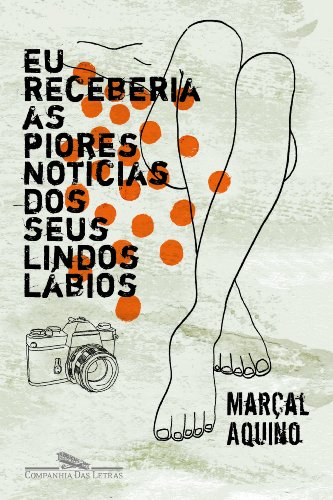 EU
RECEBERIA
AS
PIORES
NOTÍCIAS
DOS
SEUS
LINDOS
LÁBIOS
MARÇAL
AQUINO
COMPANHIA DAS LETRAS